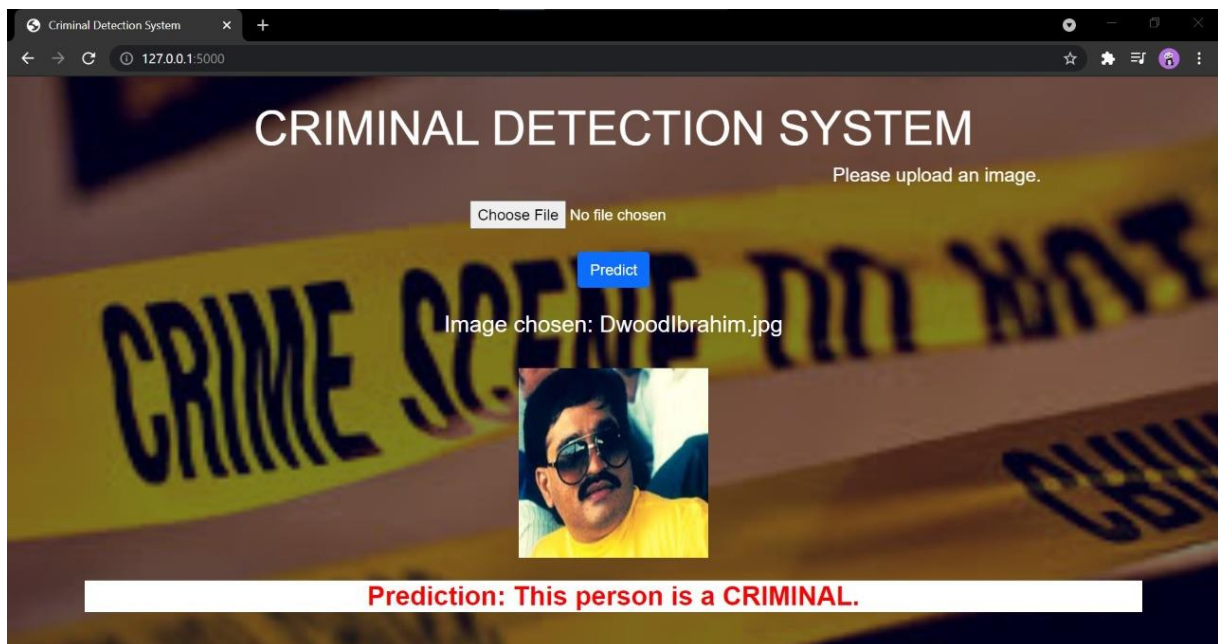 Criminal Detection System
127.0.0.1:5000
CRIMINAL DETECTION SYSTEM
Please upload an image.
Choose File No file chosen
Predict
Image chosen: DwoodIbrahim.jpg
CRIME SCENE DO NOT
Prediction: This person is a CRIMINAL.